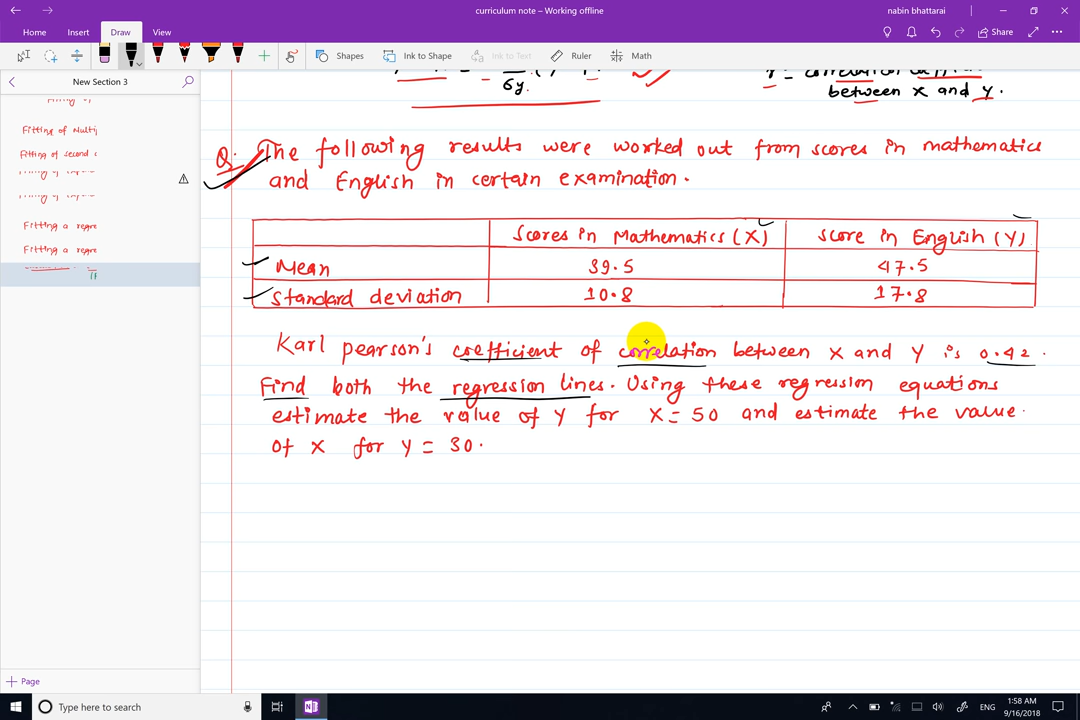 curriculum note – Working offline
nabin bhattarai
Home Insert Draw View
Share
Shapes Ink to Shape Ink to Text Ruler Math
New Section 3
Fitting of
Fitting of Multip
Fitting of second
Fitting a regre
Fitting a regre
Page
σy
between x and y.
Q. The following results were worked out from scores in mathematics
and English in certain examination.
Scores in Mathematics (X) Score in English (Y)
Mean 39.5 47.5
Standard deviation 10.8 17.8
Karl pearson's coefficient of correlation between x and y is 0.42.
Find both the regression lines. Using these regression equations
estimate the value of y for x = 50 and estimate the value
of x for y = 30.
Type here to search
1:58 AM
9/16/2018